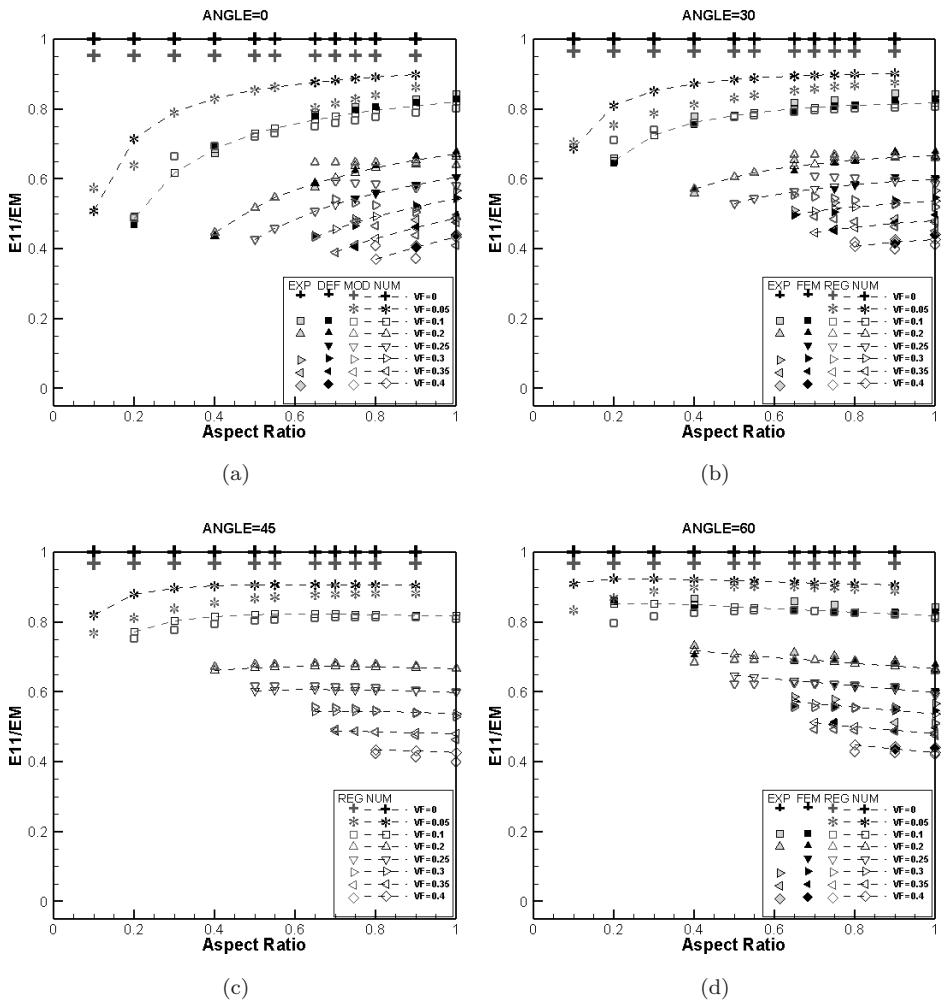 ANGLE=0
E11/EM
1
0.8
0.6
0.4
0.2
0
EXP DEF MOD NUM
VF=0
VF=0.05
VF=0.1
VF=0.2
VF=0.25
VF=0.3
VF=0.35
VF=0.4
0 0.2 0.4 0.6 0.8 1
Aspect Ratio
(a)
ANGLE=30
E11/EM
1
0.8
0.6
0.4
0.2
0
EXP FEM REG NUM
VF=0
VF=0.05
VF=0.1
VF=0.2
VF=0.25
VF=0.3
VF=0.35
VF=0.4
0 0.2 0.4 0.6 0.8 1
Aspect Ratio
(b)
ANGLE=45
E11/EM
1
0.8
0.6
0.4
0.2
0
REG NUM
VF=0
VF=0.05
VF=0.1
VF=0.2
VF=0.25
VF=0.3
VF=0.35
VF=0.4
0 0.2 0.4 0.6 0.8 1
Aspect Ratio
(c)
ANGLE=60
E11/EM
1
0.8
0.6
0.4
0.2
0
EXP FEM REG NUM
VF=0
VF=0.05
VF=0.1
VF=0.2
VF=0.25
VF=0.3
VF=0.35
VF=0.4
0 0.2 0.4 0.6 0.8 1
Aspect Ratio
(d)